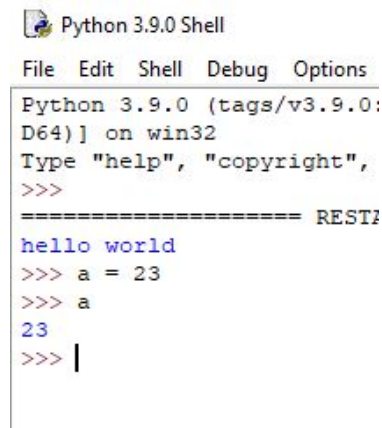 Python 3.9.0 Shell
File Edit Shell Debug Options
Python 3.9.0 (tags/v3.9.0:
D64)] on win32
Type "help", "copyright",
>>>
==================== RESTA
hello world
>>> a = 23
>>> a
23
>>>